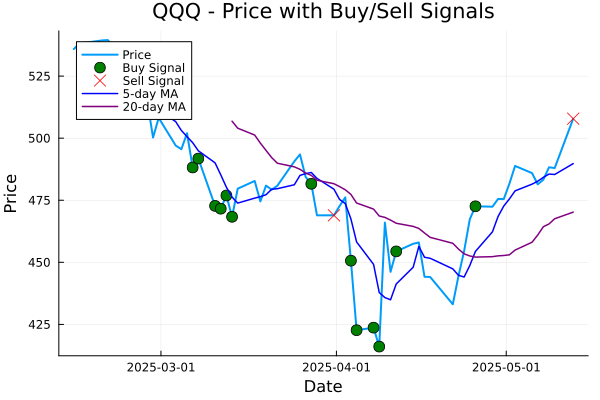 QQQ - Price with Buy/Sell Signals
Price
Buy Signal
Sell Signal
5-day MA
20-day MA
525
500
475
450
425
Price
2025-03-01
2025-04-01
2025-05-01
Date